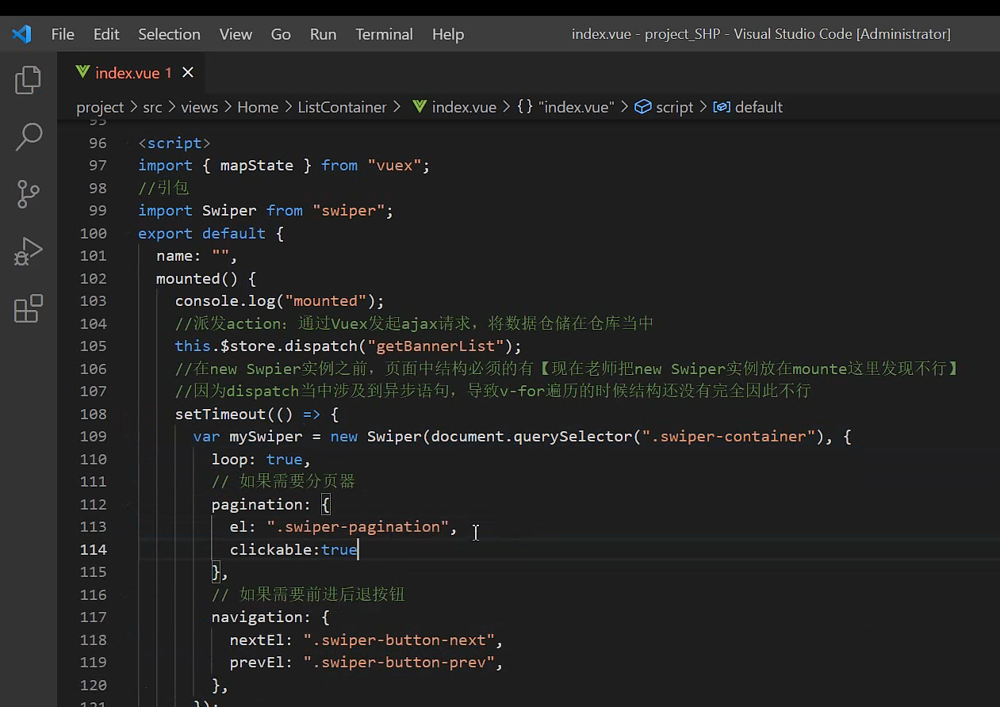 File Edit Selection View Go Run Terminal Help index.vue - project_SHP - Visual Studio Code [Administrator]
index.vue 1
project > src > views > Home > ListContainer > index.vue > {} "index.vue" > script > default
95
96 <script>
97 import { mapState } from "vuex";
98 //引包
99 import Swiper from "swiper";
100 export default {
101 name: "",
102 mounted() {
103 console.log("mounted");
104 //派发action：通过Vuex发起ajax请求，将数据仓储在仓库当中
105 this.$store.dispatch("getBannerList");
106 //在new Swpier实例之前，页面中结构必须的有【现在老师把new Swiper实例放在mounte这里发现不行】
107 //因为dispatch当中涉及到异步语句，导致v-for遍历的时候结构还没有完全因此不行
108 setTimeout(() => {
109 var mySwiper = new Swiper(document.querySelector(".swiper-container"), {
110 loop: true,
111 // 如果需要分页器
112 pagination: {
113 el: ".swiper-pagination",
114 clickable:true
115 },
116 // 如果需要前进后退按钮
117 navigation: {
118 nextEl: ".swiper-button-next",
119 prevEl: ".swiper-button-prev",
120 },
121 });